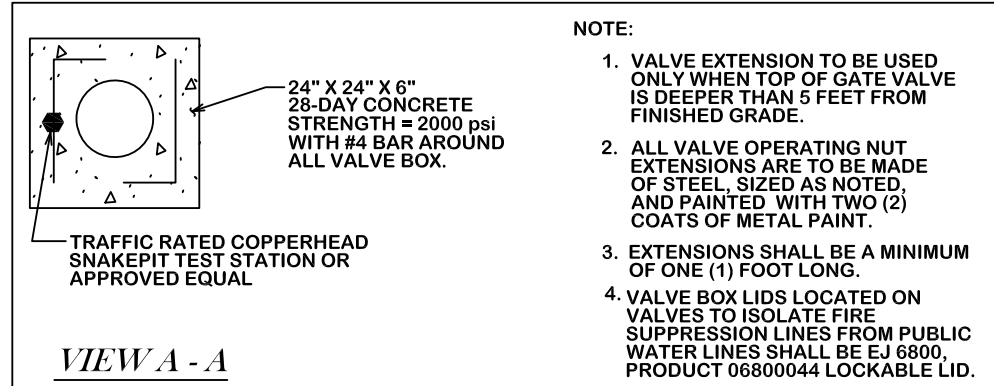 24" X 24" X 6"
28-DAY CONCRETE
STRENGTH = 2000 psi
WITH #4 BAR AROUND
ALL VALVE BOX.
TRAFFIC RATED COPPERHEAD
SNAKEPIT TEST STATION OR
APPROVED EQUAL
VIEW A - A
NOTE:
1. VALVE EXTENSION TO BE USED
ONLY WHEN TOP OF GATE VALVE
IS DEEPER THAN 5 FEET FROM
FINISHED GRADE.
2. ALL VALVE OPERATING NUT
EXTENSIONS ARE TO BE MADE
OF STEEL, SIZED AS NOTED,
AND PAINTED WITH TWO (2)
COATS OF METAL PAINT.
3. EXTENSIONS SHALL BE A MINIMUM
OF ONE (1) FOOT LONG.
4. VALVE BOX LIDS LOCATED ON
VALVES TO ISOLATE FIRE
SUPPRESSION LINES FROM PUBLIC
WATER LINES SHALL BE EJ 6800,
PRODUCT 06800044 LOCKABLE LID.